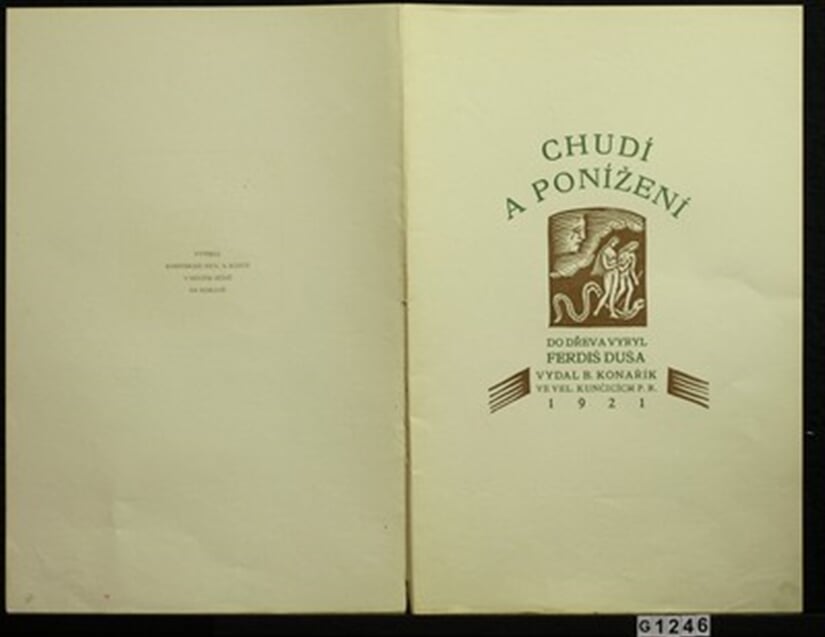 CHUDÍ
A PONÍŽENÍ
DO DŘEVA VYRYL
FERDIŠ DUŠA
VYDAL B. KONAŘÍK
VE VEL. KUNČICÍCH P. R.
1921
G1246